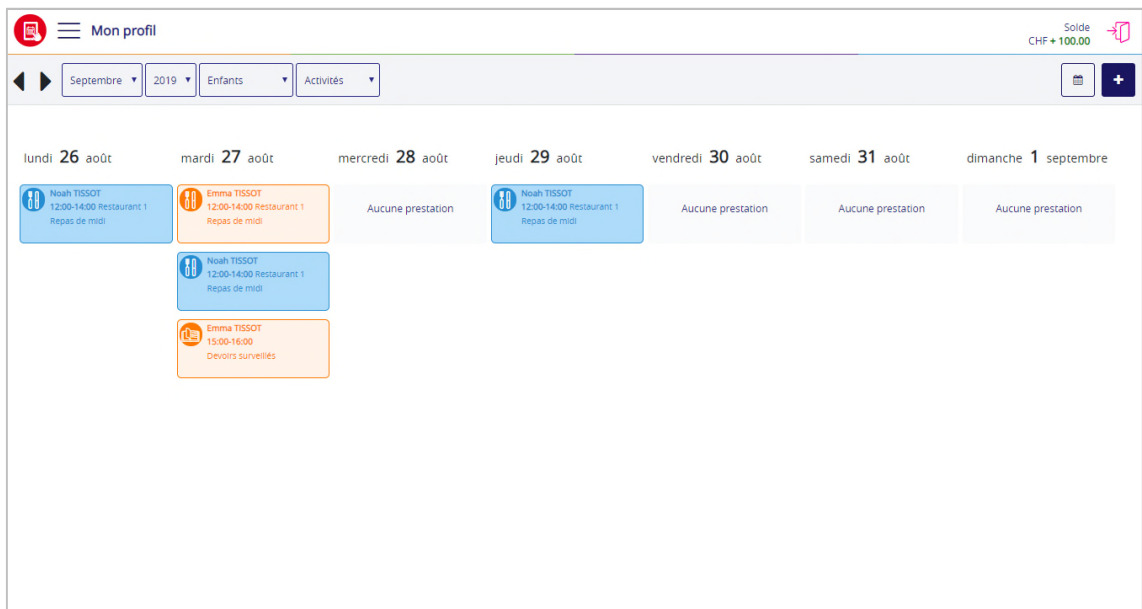 Mon profil
Solde
CHF + 100.00
Septembre
2019
Enfants
Activités
lundi 26 août
mardi 27 août
mercredi 28 août
jeudi 29 août
vendredi 30 août
samedi 31 août
dimanche 1 septembre
Noah TISSOT
12:00-14:00 Restaurant 1
Repas de midi
Emma TISSOT
12:00-14:00 Restaurant 1
Repas de midi
Aucune prestation
Noah TISSOT
12:00-14:00 Restaurant 1
Repas de midi
Aucune prestation
Aucune prestation
Aucune prestation
Noah TISSOT
12:00-14:00 Restaurant 1
Repas de midi
Emma TISSOT
15:00-16:00
Devoirs surveillés